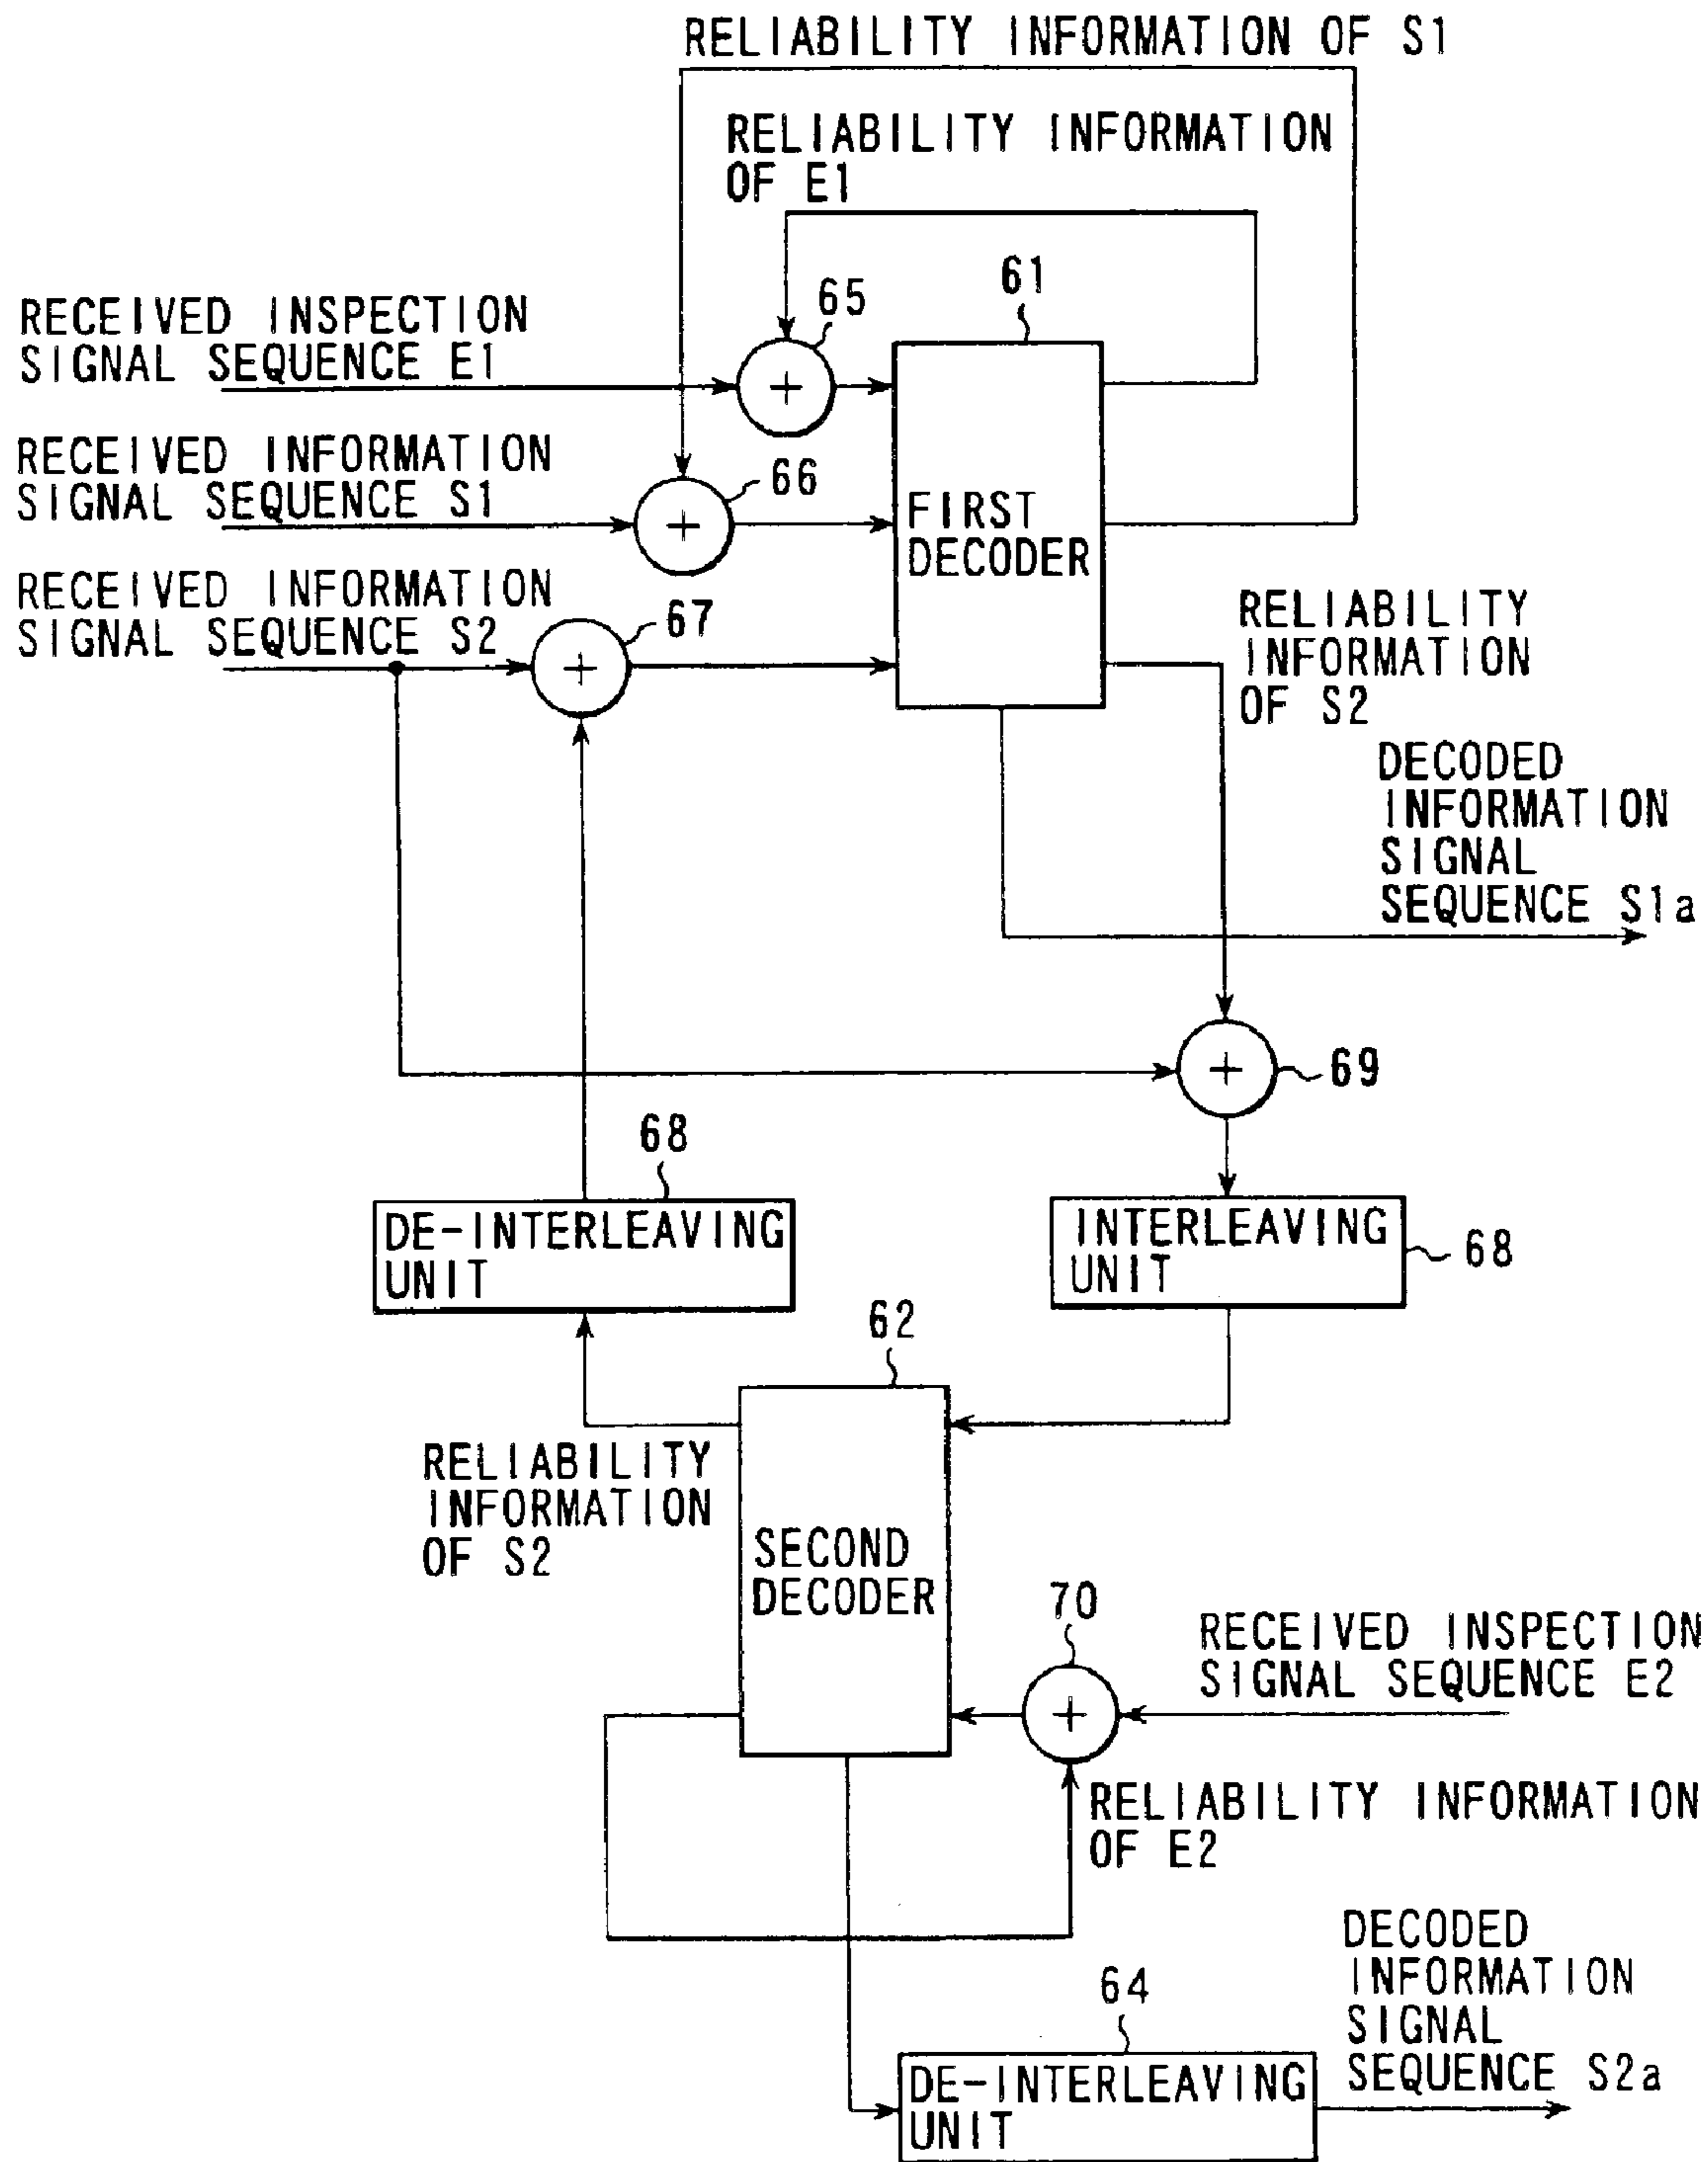 RELIABILITY INFORMATION OF S1
RELIABILITY INFORMATION
OF E1
65
61
RECEIVED INSPECTION
SIGNAL SEQUENCE E1
+
RECEIVED INFORMATION
SIGNAL SEQUENCE S1
66
+
FIRST
DECODER
RECEIVED INFORMATION
SIGNAL SEQUENCE S2
67
+
RELIABILITY
INFORMATION
OF S2
DECODED
INFORMATION
SIGNAL
SEQUENCE S1a
+
69
68
DE-INTERLEAVING
UNIT
INTERLEAVING
UNIT
68
62
RELIABILITY
INFORMATION
OF S2
SECOND
DECODER
70
+
RECEIVED INSPECTION
SIGNAL SEQUENCE E2
RELIABILITY INFORMATION
OF E2
DECODED
INFORMATION
SIGNAL
SEQUENCE S2a
64
DE-INTERLEAVING
UNIT